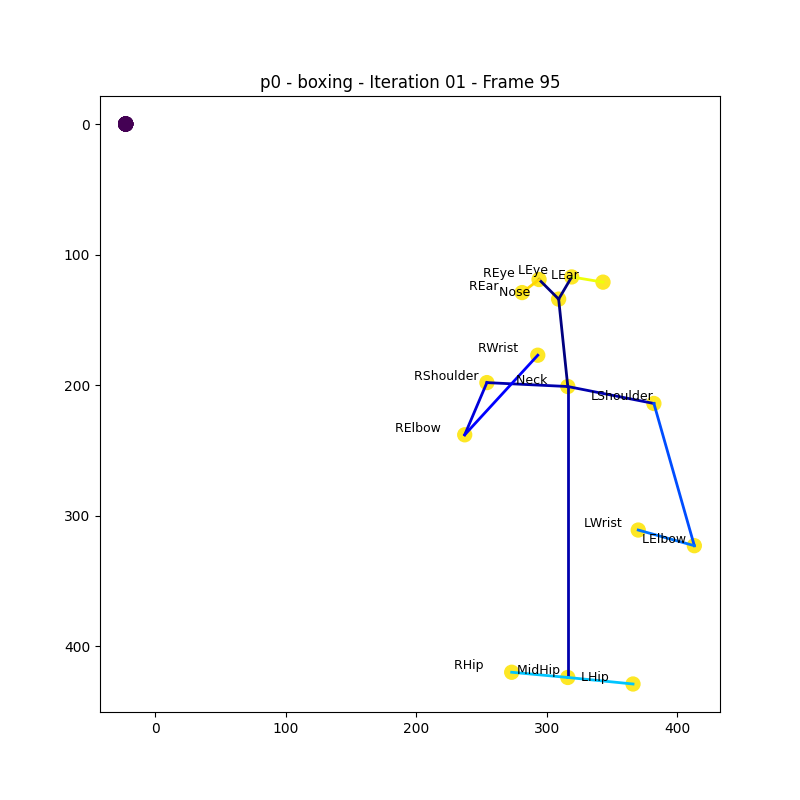 p0 - boxing - Iteration 01 - Frame 95
0
100
REye LEye LEar
REar Nose
RWrist
RShoulder Neck
200
LShoulder
RElbow
300
LWrist
LElbow
400
RHip MidHip LHip
0 100 200 300 400